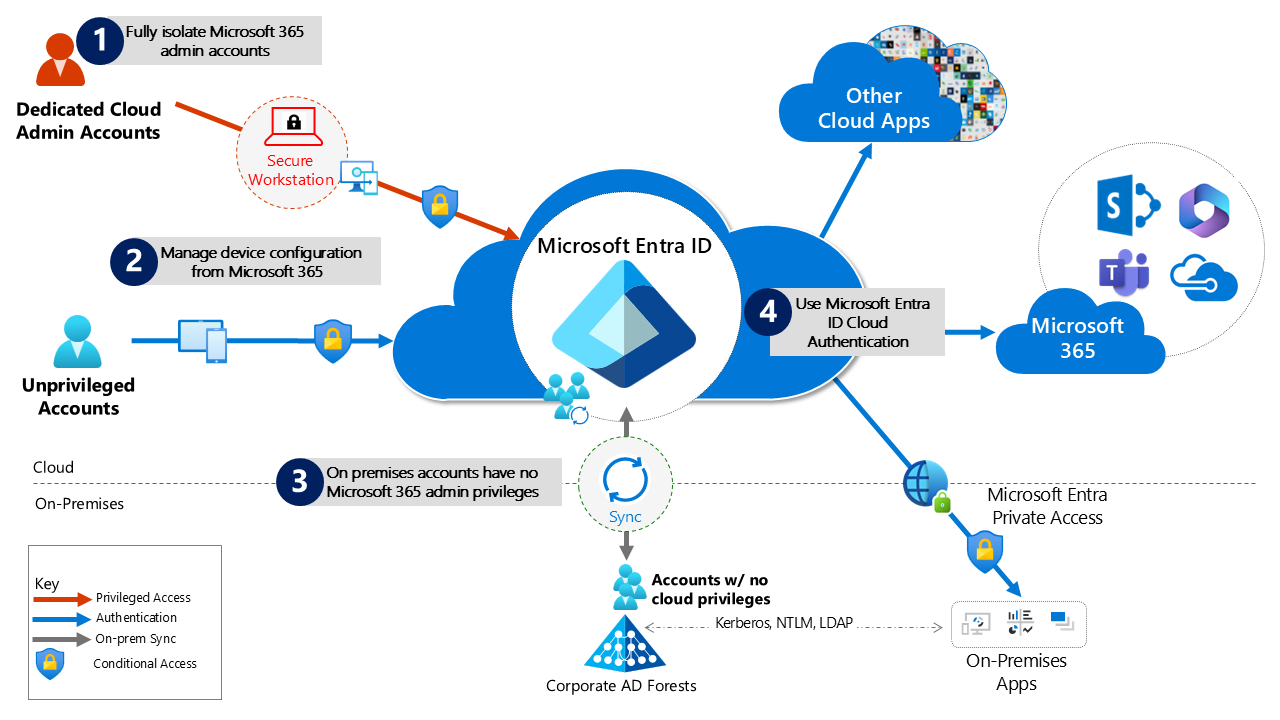 1
Fully isolate Microsoft 365
admin accounts
Dedicated Cloud
Admin Accounts
Secure
Workstation
Other
Cloud Apps
2
Manage device configuration
from Microsoft 365
Microsoft Entra ID
4
Use Microsoft Entra
ID Cloud
Authentication
S
T
Microsoft
365
Unprivileged
Accounts
Cloud
On-Premises
3
On premises accounts have no
Microsoft 365 admin privileges
Sync
Microsoft Entra
Private Access
Key
Privileged Access
Authentication
On-prem Sync
Conditional Access
Accounts w/ no
cloud privileges
Kerberos, NTLM, LDAP
Corporate AD Forests
On-Premises
Apps